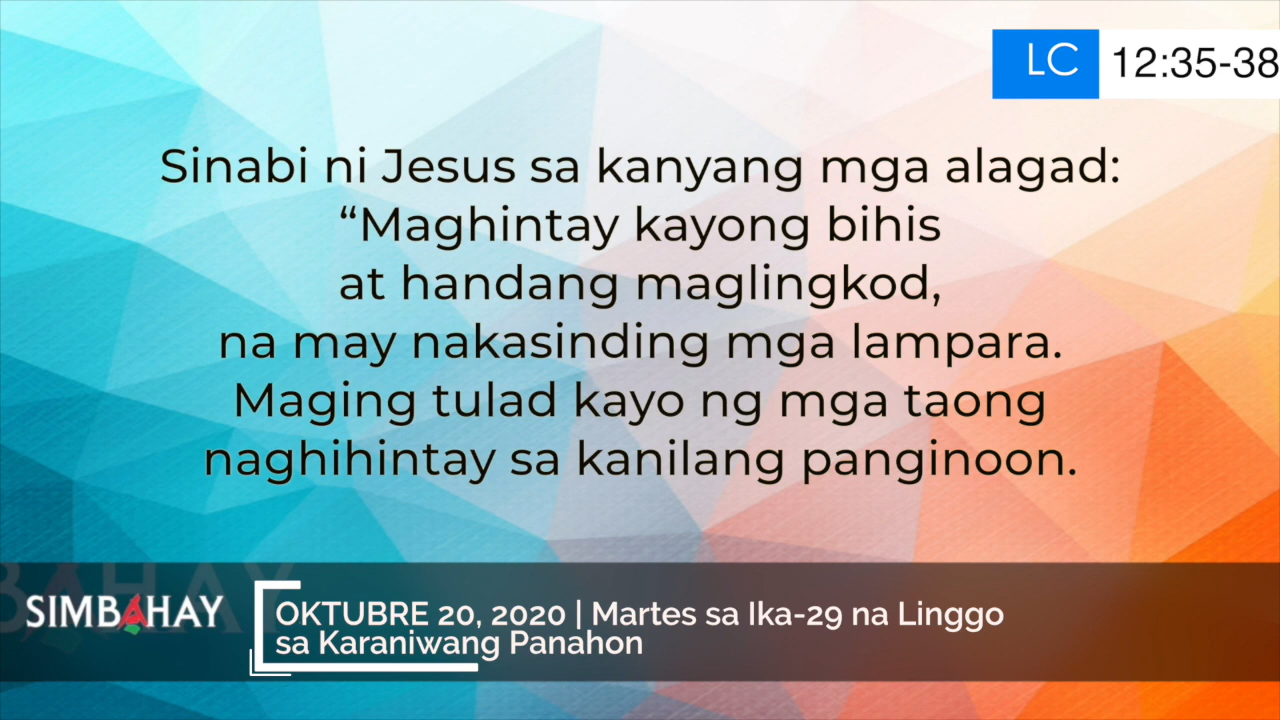 LC 12:35-38
Sinabi ni Jesus sa kanyang mga alagad:
“Maghintay kayong bihis
at handang maglingkod,
na may nakasinding mga lampara.
Maging tulad kayo ng mga taong
naghihintay sa kanilang panginoon.
SIMBAHAY
OKTUBRE 20, 2020 | Martes sa Ika-29 na Linggo
sa Karaniwang Panahon